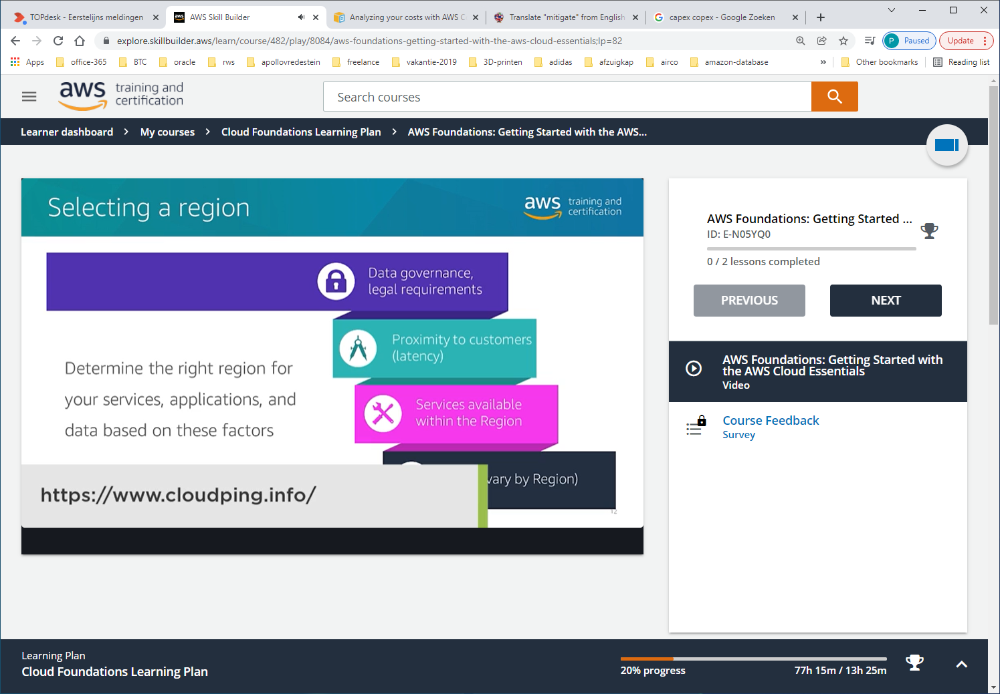 TOPdesk - Eerstelijns meldingen
AWS Skill Builder
Analyzing your costs with AWS C
Translate "mitigate" from English
capex copex - Google Zoeken
explore.skillbuilder.aws/learn/course/482/play/8084/aws-foundations-getting-started-with-the-aws-cloud-essentials;lp=82
P Paused
Update
Apps
office-365
BTC
oracle
rws
apollovredestein
freelance
vakantie-2019
3D-printen
adidas
afzuigkap
airco
amazon-database
»
Other bookmarks
Reading list
aws training and certification
Search courses
Learner dashboard > My courses > Cloud Foundations Learning Plan > AWS Foundations: Getting Started with the AWS...
Selecting a region
aws training and certification
Data governance,
legal requirements
Proximity to customers
(latency)
Determine the right region for
your services, applications, and
data based on these factors
Services available
within the Region
vary by Region)
12
https://www.cloudping.info/
AWS Foundations: Getting Started ...
ID: E-N05YQ0
0 / 2 lessons completed
PREVIOUS
NEXT
AWS Foundations: Getting Started with
the AWS Cloud Essentials
Video
Course Feedback
Survey
Learning Plan
Cloud Foundations Learning Plan
20% progress
77h 15m / 13h 25m